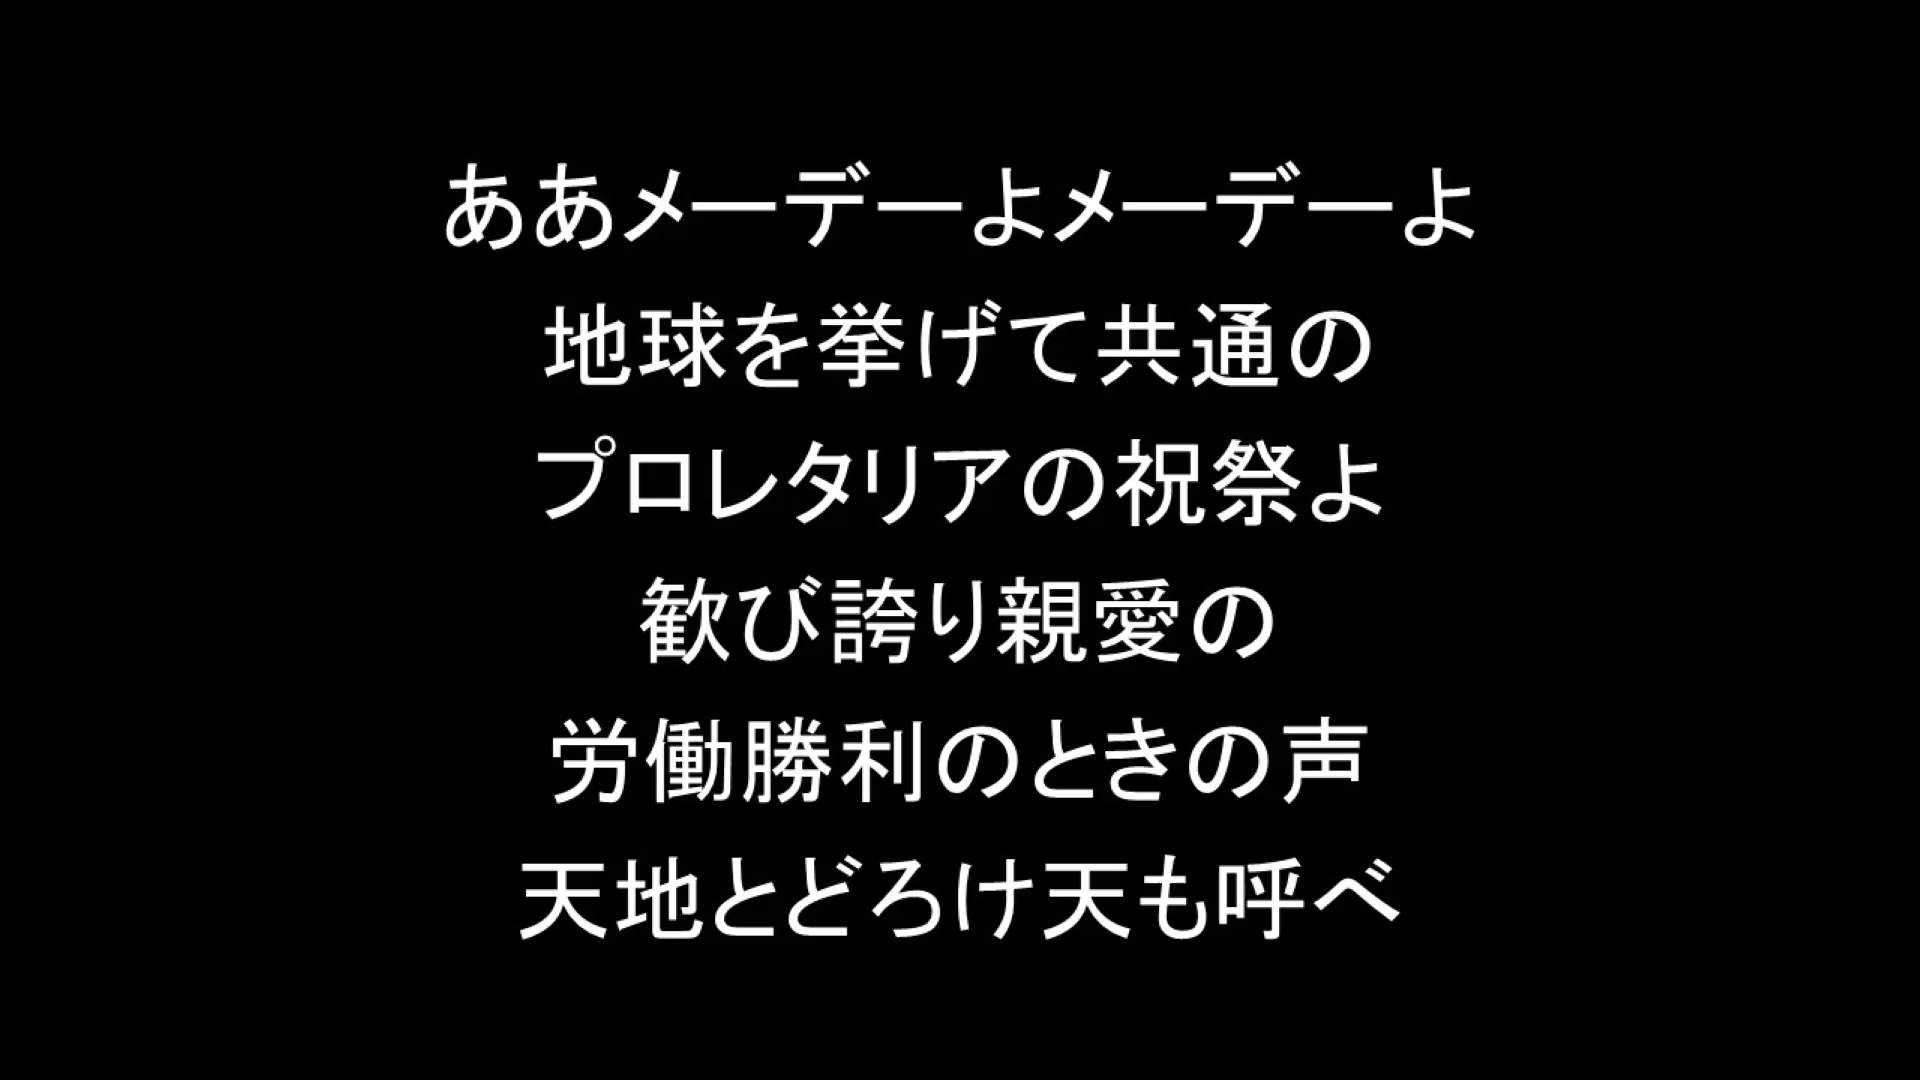 ああメーデーよメーデーよ
地球を挙げて共通の
プロレタリアの祝祭よ
歓び誇り親愛の
労働勝利のときの声
天地とどろけ天も呼べ